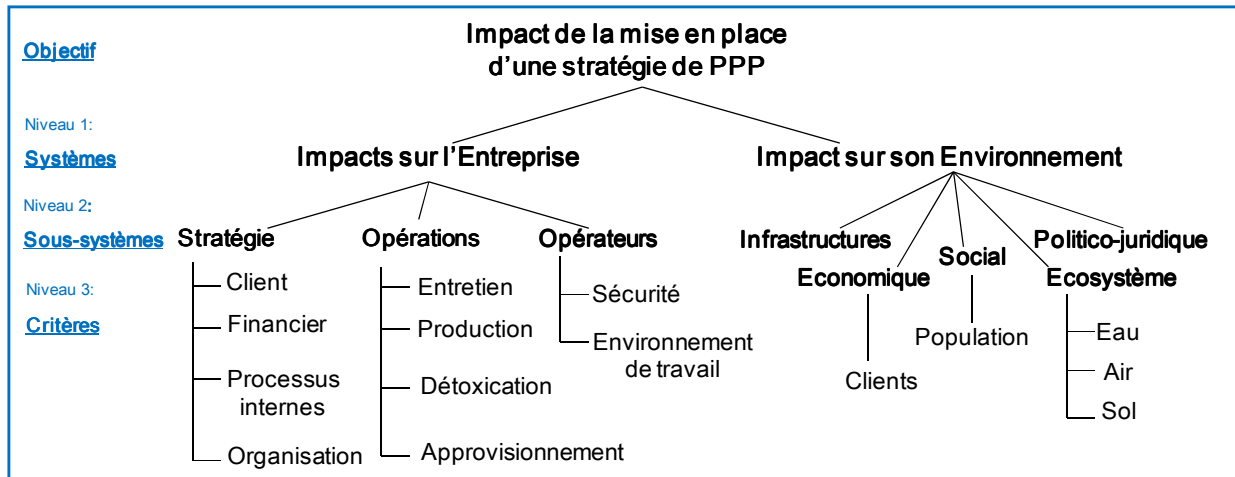 Impact de la mise en place
d'une stratégie de PPP
Objectif
Niveau 1:
Systèmes
Impacts sur l'Entreprise
Impact sur son Environnement
Niveau 2:
Sous-systèmes
Stratégie
Opérations
Opérateurs
Infrastructures
Economique
Social
Politico-juridique
Ecosystème
Niveau 3:
Critères
Client
Financier
Processus
internes
Organisation
Entretien
Production
Détoxication
Approvisionnement
Sécurité
Environnement
de travail
Clients
Population
Eau
Air
Sol